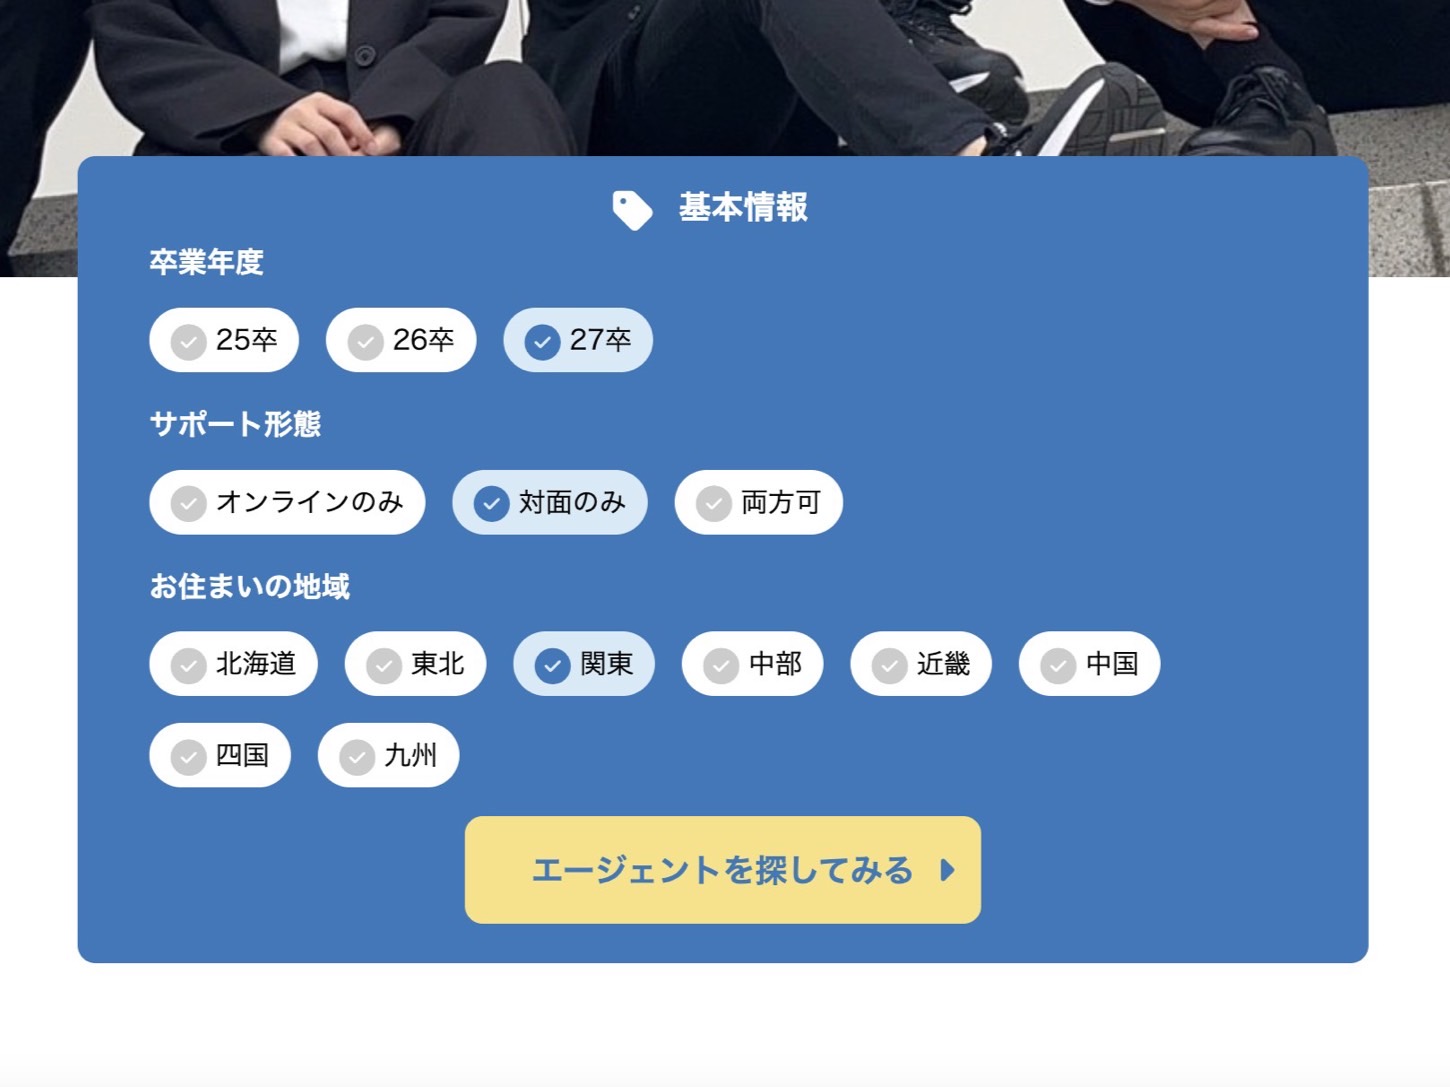 基本情報
卒業年度
25卒 26卒 27卒
サポート形態
オンラインのみ 対面のみ 両方可
お住まいの地域
北海道 東北 関東 中部 近畿 中国
四国 九州
エージェントを探してみる